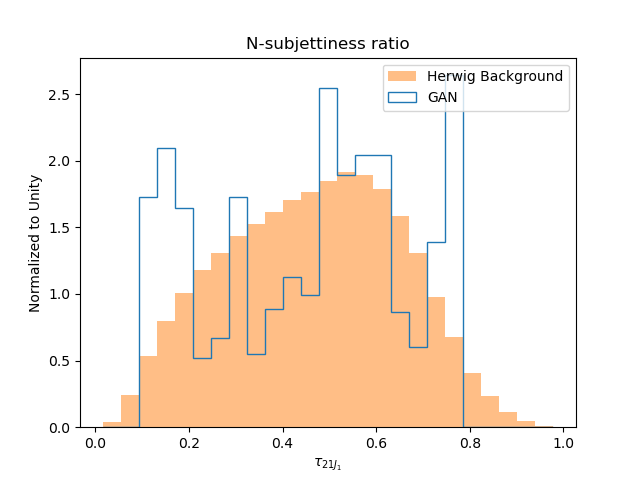 N-subjettiness ratio
Herwig Background
GAN
Normalized to Unity
2.5
2.0
1.5
1.0
0.5
0.0
0.0 0.2 0.4 0.6 0.8 1.0
τ21J1